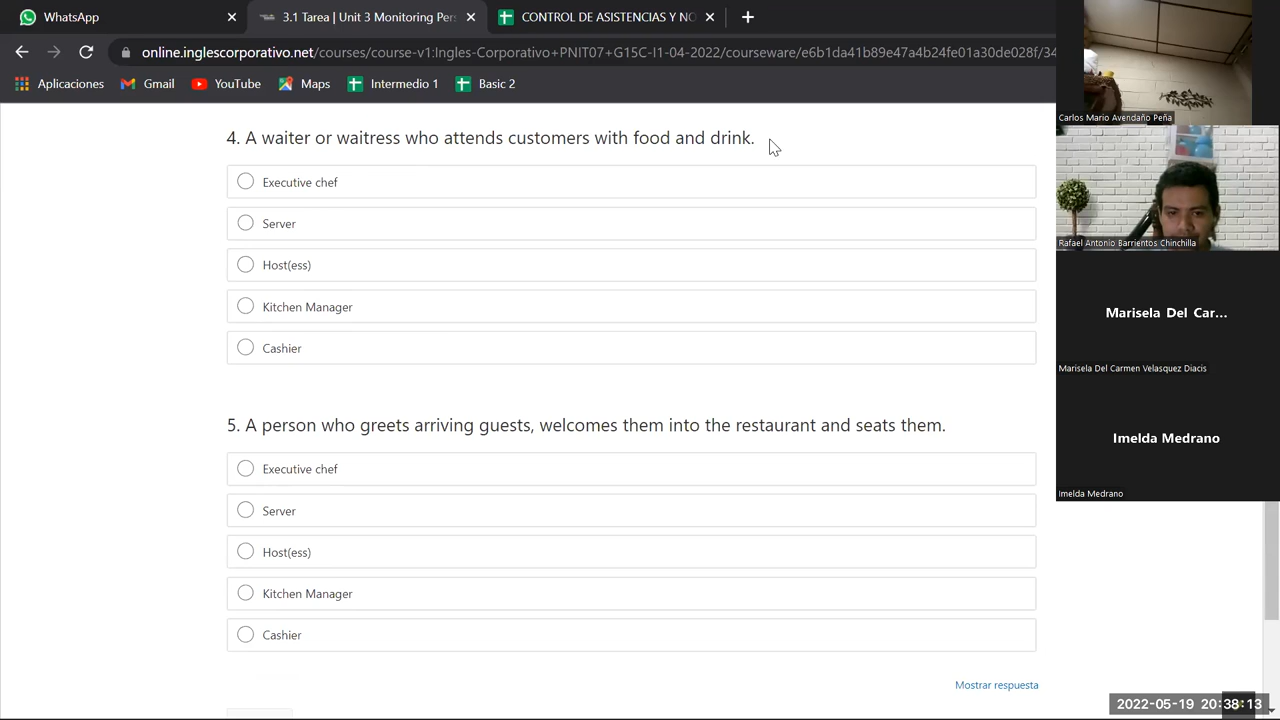 WhatsApp
3.1 Tarea | Unit 3 Monitoring Per
CONTROL DE ASISTENCIAS Y NO
online.inglescorporativo.net/courses/course-v1:Ingles-Corporativo+PNIT07+G1SC-I1-04-2022/courseware/e6b1da41b89e47a4b24fe01a30de028f/34
Aplicaciones
Gmail
YouTube
Maps
Intermedio 1
Basic 2
4. A waiter or waitress who attends customers with food and drink.
Executive chef
Server
Host(ess)
Kitchen Manager
Cashier
5. A person who greets arriving guests, welcomes them into the restaurant and seats them.
Executive chef
Server
Host(ess)
Kitchen Manager
Cashier
Mostrar respuesta
Carlos Mario Avendaño Peña
Rafael Antonio Barrientos Chinchilla
Marisela Del Car...
Marisela Del Carmen Velasquez Diacis
Imelda Medrano
Imelda Medrano
2022-05-19 20:38:13